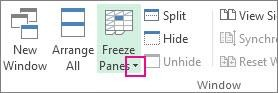 New Window
Arrange All
Freeze Panes
Split
Hide
Unhide
View Si
Synchro
Reset W
Window